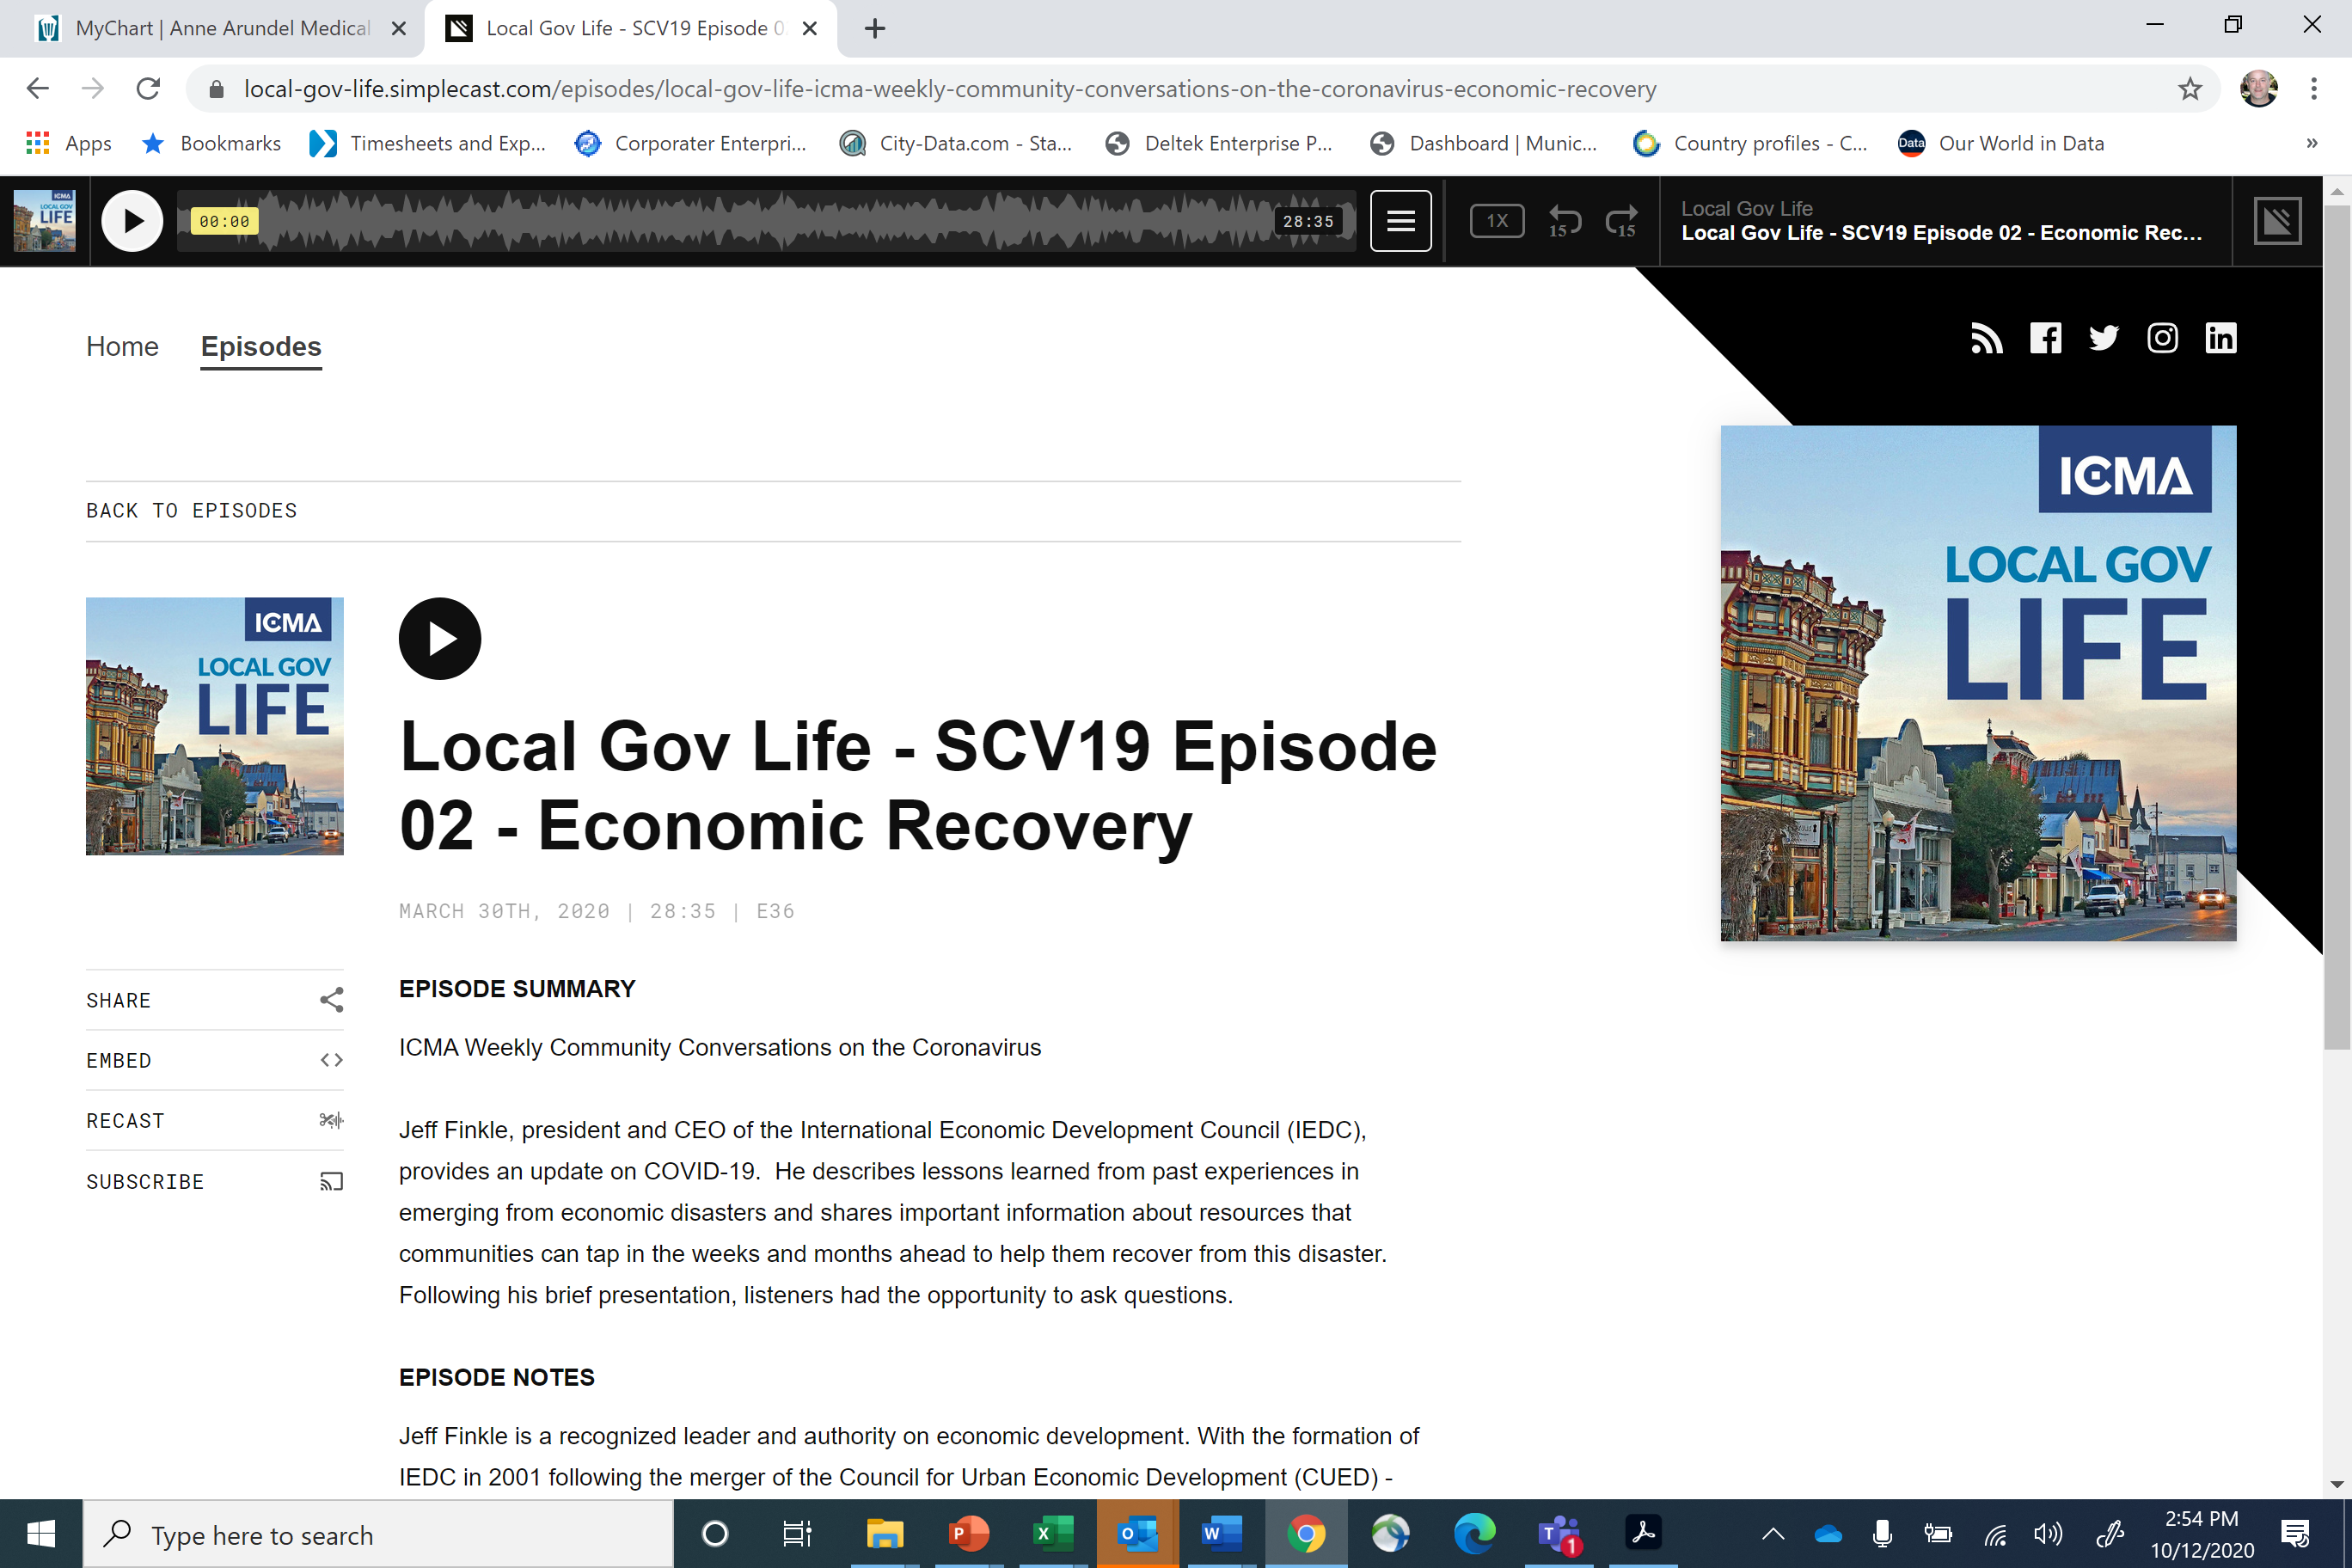 MyChart | Anne Arundel Medical
Local Gov Life - SCV19 Episode 0
local-gov-life.simplecast.com/episodes/local-gov-life-icma-weekly-community-conversations-on-the-coronavirus-economic-recovery
Apps
Bookmarks
Timesheets and Exp...
Corporater Enterpri...
City-Data.com - Sta...
Deltek Enterprise P...
Dashboard | Munic...
Country profiles - C...
Data
Our World in Data
»
ICMA
LOCAL GOV
LIFE
00:00
28:35
1X
15
15
Local Gov Life
Local Gov Life - SCV19 Episode 02 - Economic Rec...
Home
Episodes
BACK TO EPISODES
ICMA
LOCAL GOV
LIFE
ICMA
LOCAL GOV
LIFE
Local Gov Life - SCV19 Episode
02 - Economic Recovery
MARCH 30TH, 2020 | 28:35 | E36
SHARE
EMBED
RECAST
SUBSCRIBE
EPISODE SUMMARY
ICMA Weekly Community Conversations on the Coronavirus
Jeff Finkle, president and CEO of the International Economic Development Council (IEDC),
provides an update on COVID-19.  He describes lessons learned from past experiences in
emerging from economic disasters and shares important information about resources that
communities can tap in the weeks and months ahead to help them recover from this disaster.
Following his brief presentation, listeners had the opportunity to ask questions.
EPISODE NOTES
Jeff Finkle is a recognized leader and authority on economic development. With the formation of
IEDC in 2001 following the merger of the Council for Urban Economic Development (CUED) -
Type here to search
1
2:54 PM
10/12/2020